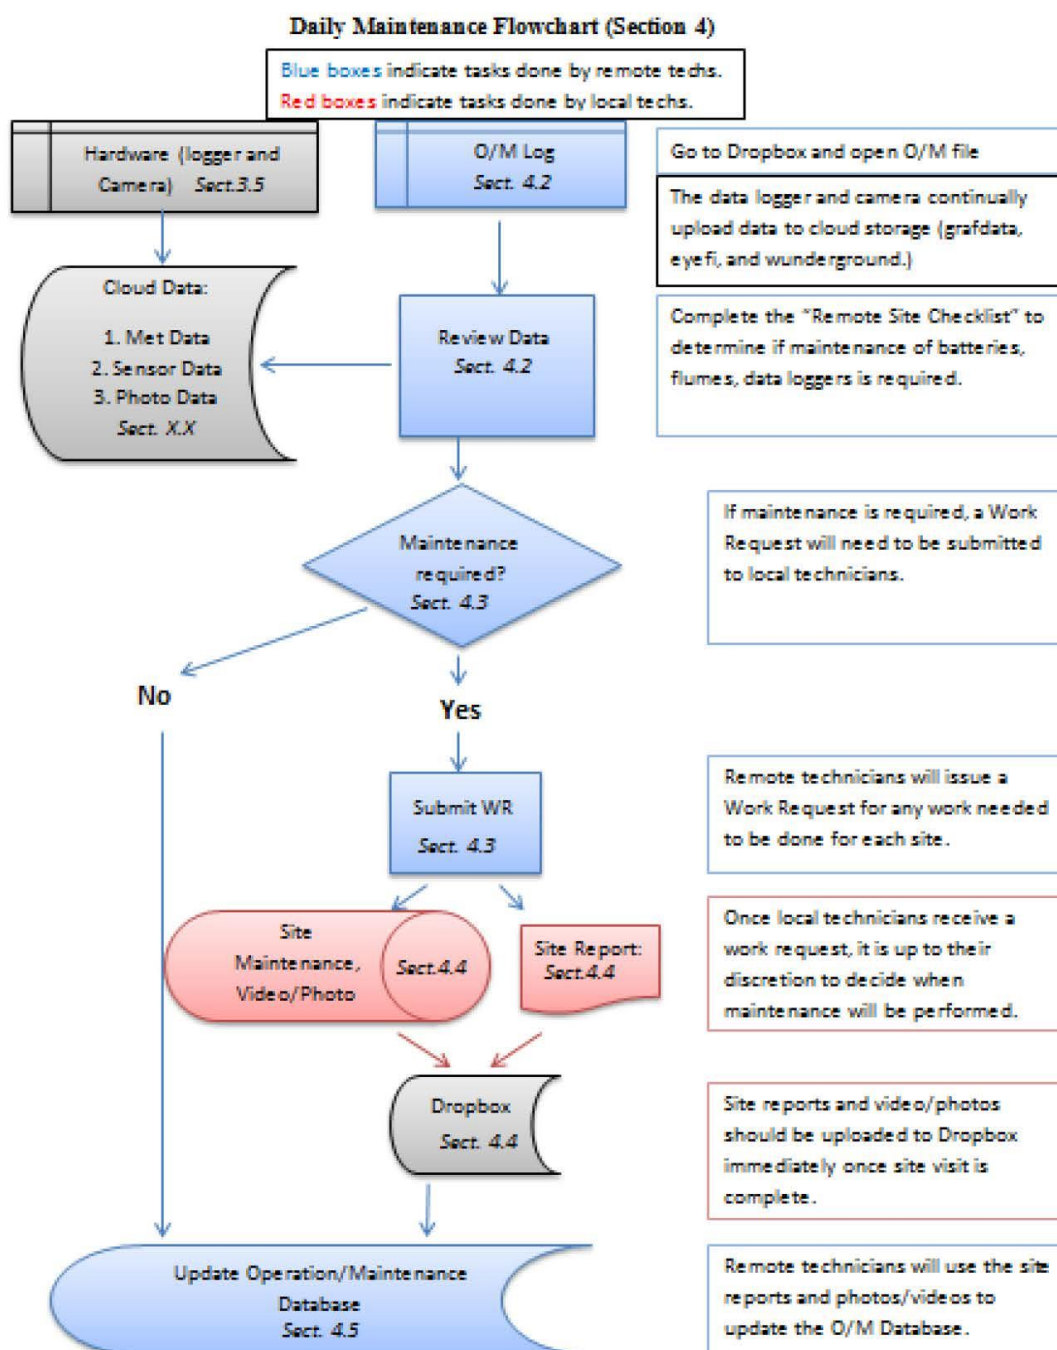 Daily Maintenance Flowchart (Section 4)
Blue boxes indicate tasks done by remote techs.
Red boxes indicate tasks done by local techs.
Hardware (logger and
Camera) Sect.3.5
O/M Log
Sect. 4.2
Go to Dropbox and open O/M file
The data logger and camera continually
upload data to cloud storage (grafdata,
eyefi, and wunderground.)
Cloud Data:
1. Met Data
2. Sensor Data
3. Photo Data
Sect. X.X
Review Data
Sect. 4.2
Complete the “Remote Site Checklist” to
determine if maintenance of batteries,
flumes, data loggers is required.
Maintenance
required?
Sect. 4.3
If maintenance is required, a Work
Request will need to be submitted
to local technicians.
No
Yes
Submit WR
Sect. 4.3
Remote technicians will issue a
Work Request for any work needed
to be done for each site.
Site
Maintenance,
Video/Photo
Sect.4.4
Site Report:
Sect.4.4
Once local technicians receive a
work request, it is up to their
discretion to decide when
maintenance will be performed.
Dropbox
Sect. 4.4
Site reports and video/photos
should be uploaded to Dropbox
immediately once site visit is
complete.
Update Operation/Maintenance
Database
Sect. 4.5
Remote technicians will use the site
reports and photos/videos to
update the O/M Database.